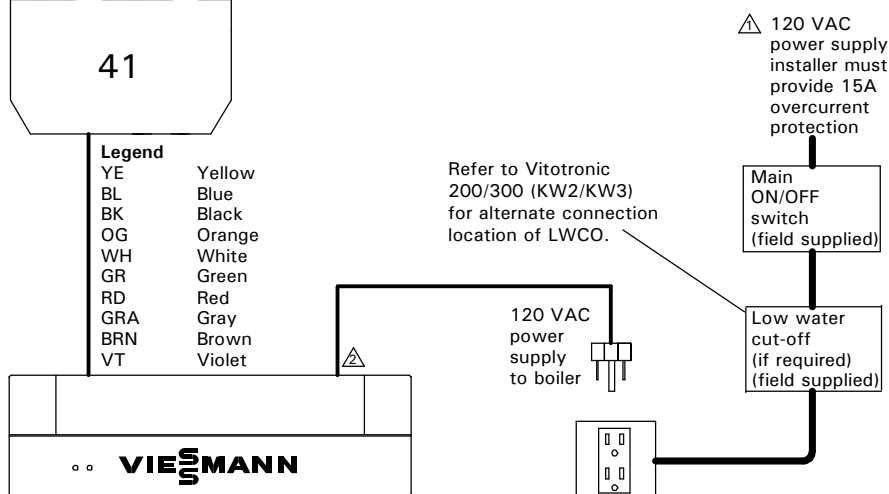 41
Legend
YE Yellow
BL Blue
BK Black
OG Orange
WH White
GR Green
RD Red
GRA Gray
BRN Brown
VT Violet
2
VIESSMANN
Refer to Vitotronic
200/300 (KW2/KW3)
for alternate connection
location of LWCO.
120 VAC
power
supply
to boiler
1 120 VAC
power supply
installer must
provide 15A
overcurrent
protection
Main
ON/OFF
switch
(field supplied)
Low water
cut-off
(if required)
(field supplied)